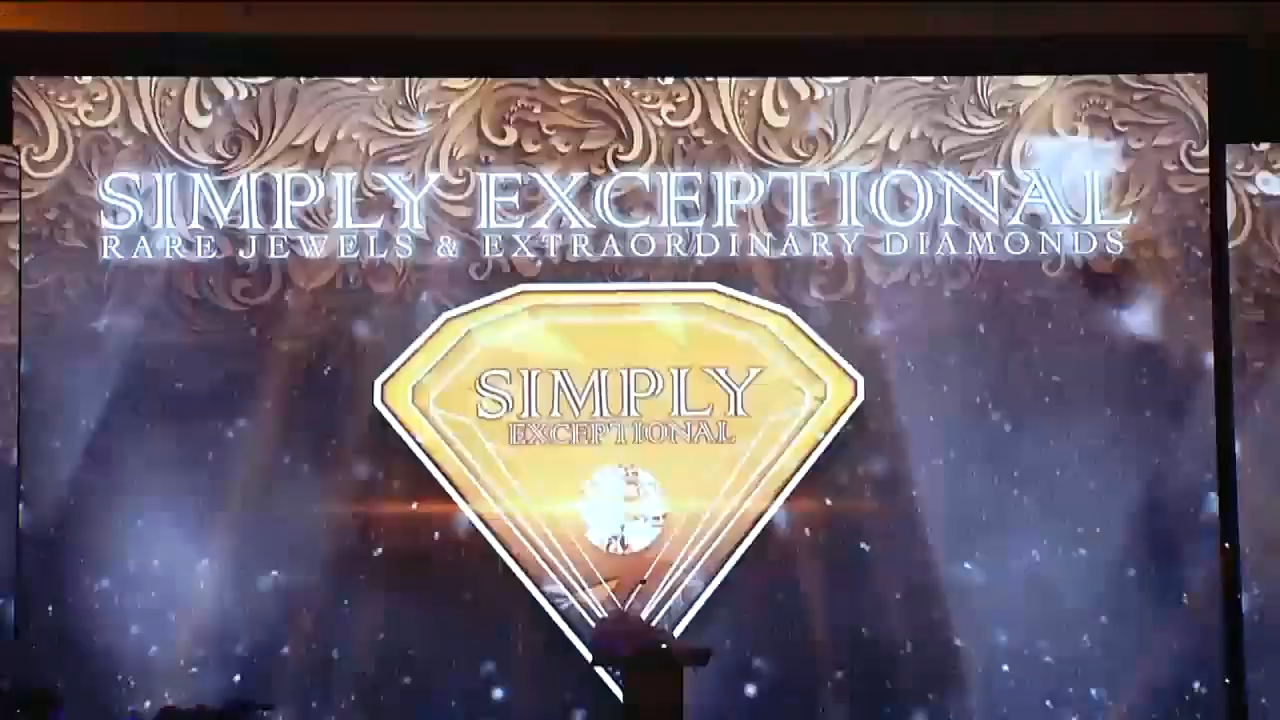 SIMPLY EXCEPTIONAL
RARE JEWELS & EXTRAORDINARY DIAMONDS
SIMPLY
EXCEPTIONAL